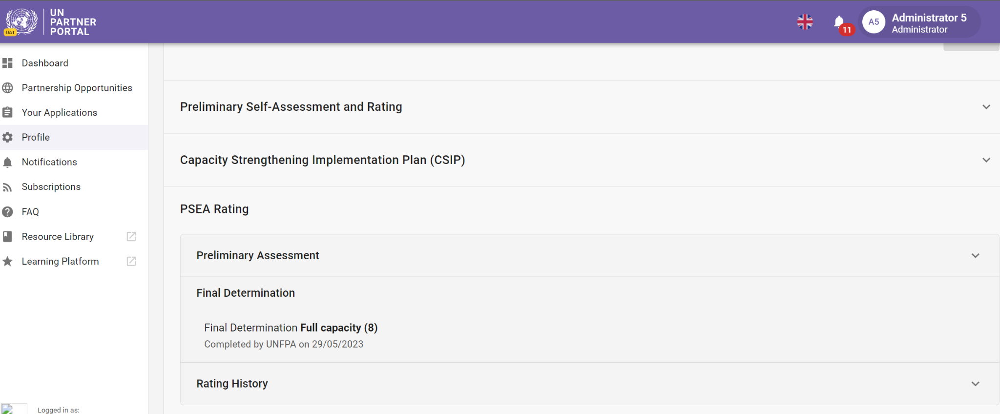 UN
PARTNER
PORTAL
UAT
11
A5
Administrator 5
Administrator
Dashboard
Partnership Opportunities
Your Applications
Profile
Notifications
Subscriptions
FAQ
Resource Library
Learning Platform
Logged in as:
Preliminary Self-Assessment and Rating
Capacity Strengthening Implementation Plan (CSIP)
PSEA Rating
Preliminary Assessment
Final Determination
Final Determination Full capacity (8)
Completed by UNFPA on 29/05/2023
Rating History